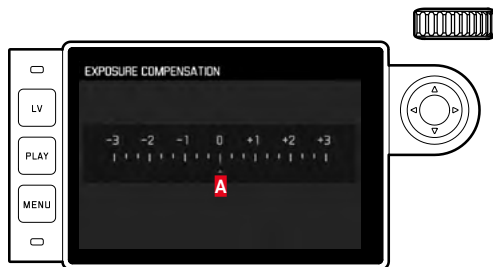 EXPOSURE COMPENSATION
LV
PLAY
MENU
-3 -2 -1 0 +1 +2 +3
A